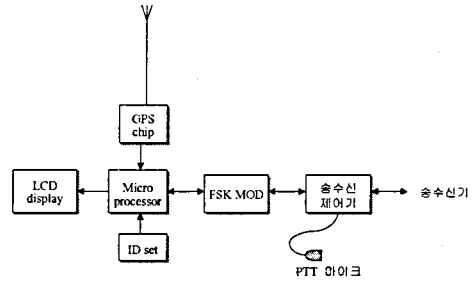 GPS
chip
LCD
display
Micro
processor
FSK MOD
송수신
제어기
송수신기
ID set
PTT 마이크